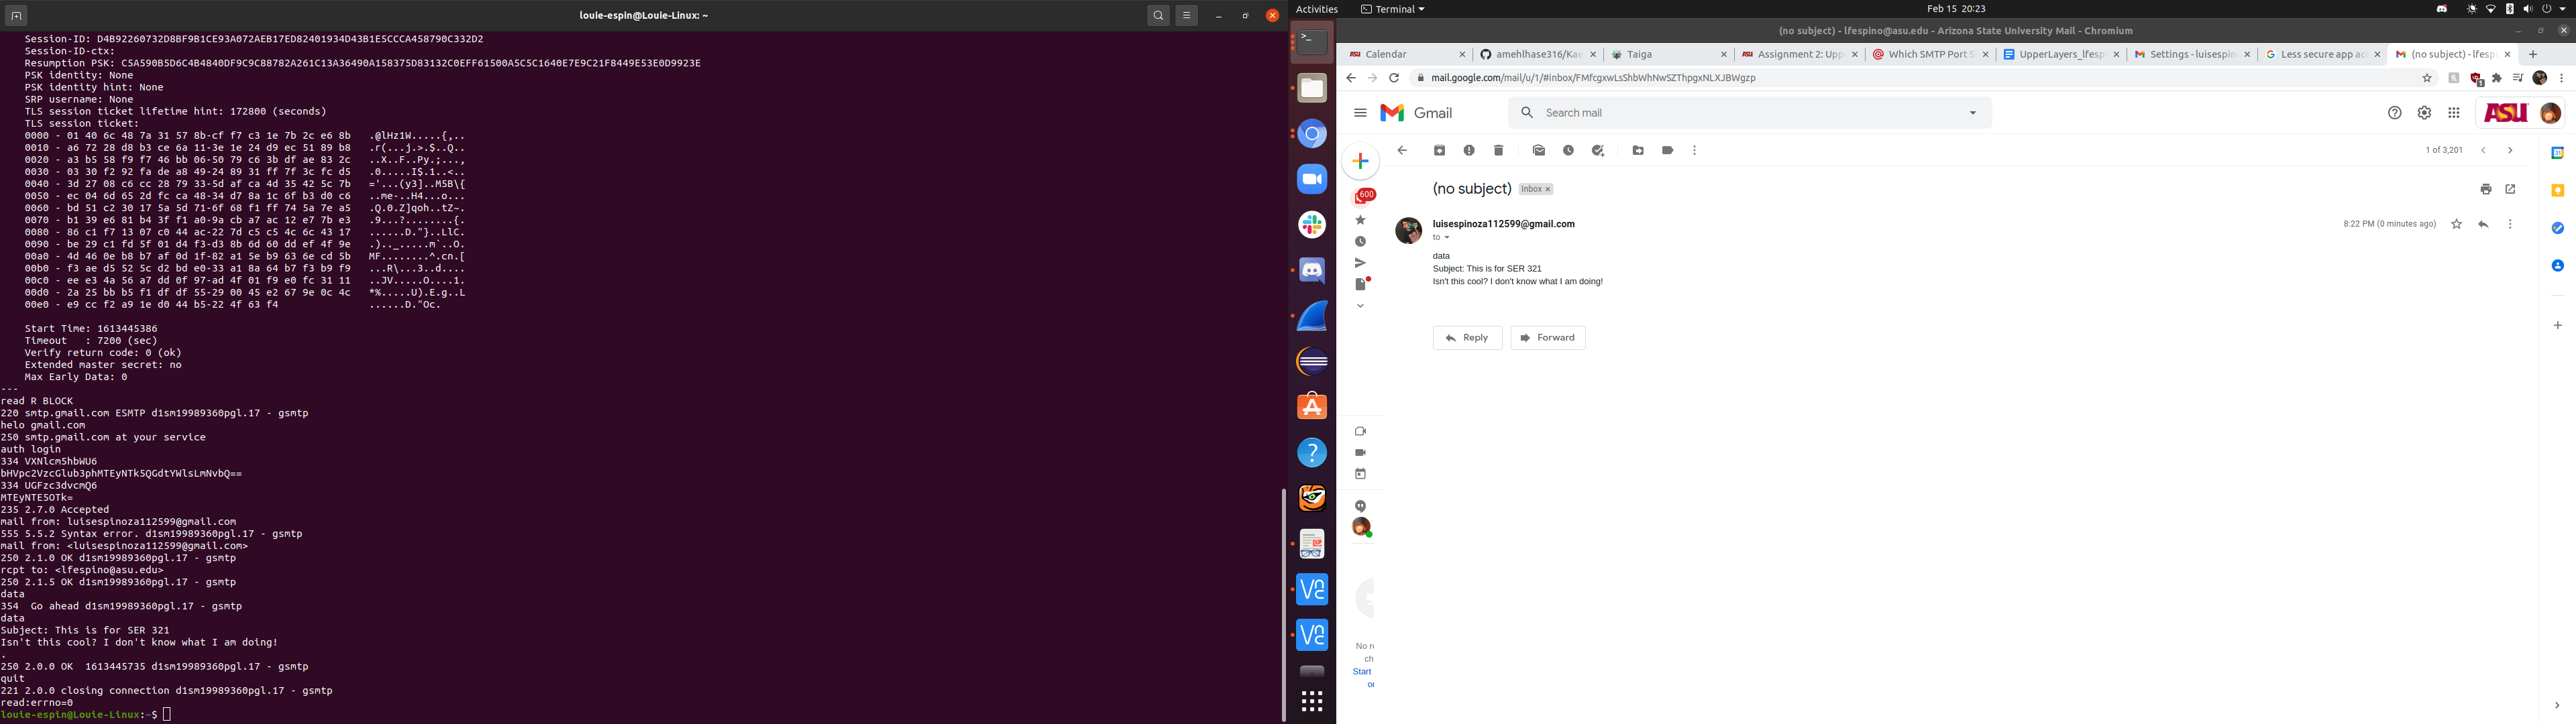 louie-espin@Louie-Linux: ~
Session-ID: D4B92260732D8BF9B1CE93A072AEB17ED82401934D43B1E5CCCA458790C332D2
Session-ID-ctx:
Resumption PSK: C5A590B5D6C4B4840DF9C9C88782A261C13A36490A158375D83132C0EFF61500A5C5C1640E7E9C21F8449E53E0D9923E
PSK identity: None
PSK identity hint: None
SRP username: None
TLS session ticket lifetime hint: 172800 (seconds)
TLS session ticket:
0000 - 01 40 6c 48 7a 31 57 8b-cf f7 c3 1e 7b 2c e6 8b   .@lHz1W.....{,..
0010 - a6 72 28 d8 b3 ce 6a 11-3e 1e 24 d9 ec 51 89 b8   .r(...j.>.$..Q..
0020 - a3 b5 58 f9 f7 46 bb 06-50 79 c6 3b df ae 83 2c   ..X..F..Py.;...,
0030 - 03 30 f2 92 fa de a8 49-24 89 31 ff 7f 3c fc d5   .0.....I$.1..<..
0040 - 3d 27 08 c6 cc 28 79 33-5d af ca 4d 35 42 5c 7b   ='...(y3]..M5B\{
0050 - ec 04 6d 65 2d fc ca 48-34 d7 8a 1c 6f b3 d0 c6   ..me-..H4...o...
0060 - bd 51 c2 30 17 5a 5d 71-6f 68 f1 ff 74 5a 7e a5   .Q.0.Z]qoh..tZ~.
0070 - b1 39 e6 81 b4 3f f1 a0-9a cb a7 ac 12 e7 7b e3   .9...?........{.
0080 - 86 c1 f7 13 07 c0 44 ac-22 7d c5 c5 4c 6c 43 17   ......D."}..LlC.
0090 - be 29 c1 fd 5f 01 d4 f3-d3 8b 6d 60 dd ef 4f 9e   .).._.....m`..O.
00a0 - 4d 46 0e b8 b7 af 0d 1f-82 a1 5e b9 63 6e cd 5b   MF........^.cn.[
00b0 - f3 ae d5 52 5c d2 bd e0-33 a1 8a 64 b7 f3 b9 f9   ...R\...3..d....
00c0 - ee e3 4a 56 a7 dd 0f 97-ad 4f 01 f9 e0 fc 31 11   ..JV.....O....1.
00d0 - 2a 25 bb b5 f1 df df 55-29 00 45 e2 67 9e 0c 4c   *%.....U).E.g..L
00e0 - e9 cc f2 a9 1e d0 44 b5-22 4f 63 f4               ......D."Oc.
Start Time: 1613445386
Timeout   : 7200 (sec)
Verify return code: 0 (ok)
Extended master secret: no
Max Early Data: 0
---
read R BLOCK
220 smtp.gmail.com ESMTP d1sm19989360pgl.17 - gsmtp
helo gmail.com
250 smtp.gmail.com at your service
auth login
334 VXNlcm5hbWU6
bHVpc2VzcGlub3phMTEyNTk5QGdtYWlsLmNvbQ==
334 UGFzc3dvcmQ6
MTEyNTE5OTk=
235 2.7.0 Accepted
mail from: luisespinoza112599@gmail.com
555 5.5.2 Syntax error. d1sm19989360pgl.17 - gsmtp
mail from: <luisespinoza112599@gmail.com>
250 2.1.0 OK d1sm19989360pgl.17 - gsmtp
rcpt to: <lfespino@asu.edu>
250 2.1.5 OK d1sm19989360pgl.17 - gsmtp
data
354  Go ahead d1sm19989360pgl.17 - gsmtp
data
Subject: This is for SER 321
Isn't this cool? I don't know what I am doing!
.
250 2.0.0 OK  1613445735 d1sm19989360pgl.17 - gsmtp
quit
221 2.0.0 closing connection d1sm19989360pgl.17 - gsmtp
read:errno=0
louie-espin@Louie-Linux:~$
Activities Terminal Feb 15 20:23
(no subject) - lfespino@asu.edu - Arizona State University Mail - Chromium
Calendar amehlhase316/Kae Taiga Assignment 2: Upp Which SMTP Port S UpperLayers_lfesp Settings - luisespin Less secure app acc (no subject) - lfesp
mail.google.com/mail/u/1/#inbox/FMfcgxwLsShbWhNwSZThpgxNLXJBWgzp
Gmail Search mail ASU
1 of 3,201
(no subject) Inbox
600
luisespinoza112599@gmail.com 8:22 PM (0 minutes ago)
to
data
Subject: This is for SER 321
Isn't this cool? I don't know what I am doing!
Reply Forward
No re
ch
Start